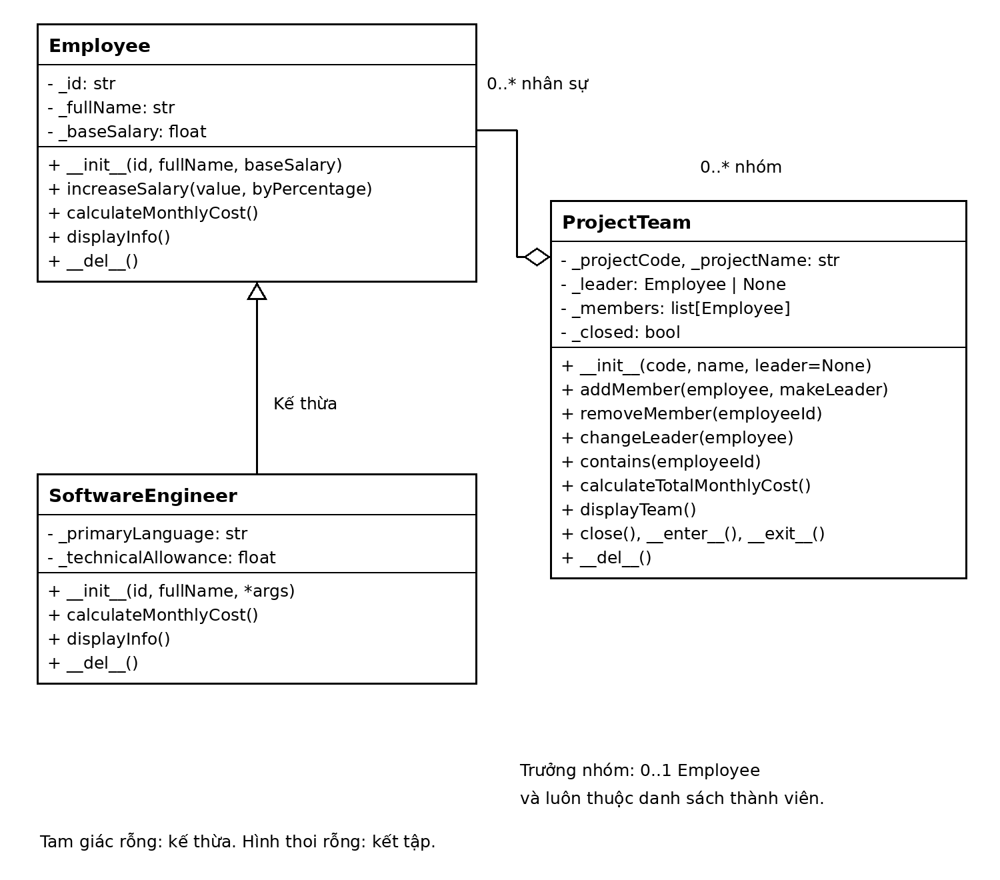 Employee
- _id: str
- _fullName: str
- _baseSalary: float
+ __init__(id, fullName, baseSalary)
+ increaseSalary(value, byPercentage)
+ calculateMonthlyCost()
+ displayInfo()
+ __del__()
0..* nhân sự
0..* nhóm
ProjectTeam
- _projectCode, _projectName: str
- _leader: Employee | None
- _members: list[Employee]
- _closed: bool
+ __init__(code, name, leader=None)
+ addMember(employee, makeLeader)
+ removeMember(employeeId)
+ changeLeader(employee)
+ contains(employeeId)
+ calculateTotalMonthlyCost()
+ displayTeam()
+ close(), __enter__(), __exit__()
+ __del__()
Kế thừa
SoftwareEngineer
- _primaryLanguage: str
- _technicalAllowance: float
+ __init__(id, fullName, *args)
+ calculateMonthlyCost()
+ displayInfo()
+ __del__()
Trưởng nhóm: 0..1 Employee
và luôn thuộc danh sách thành viên.
Tam giác rỗng: kế thừa. Hình thoi rỗng: kết tập.